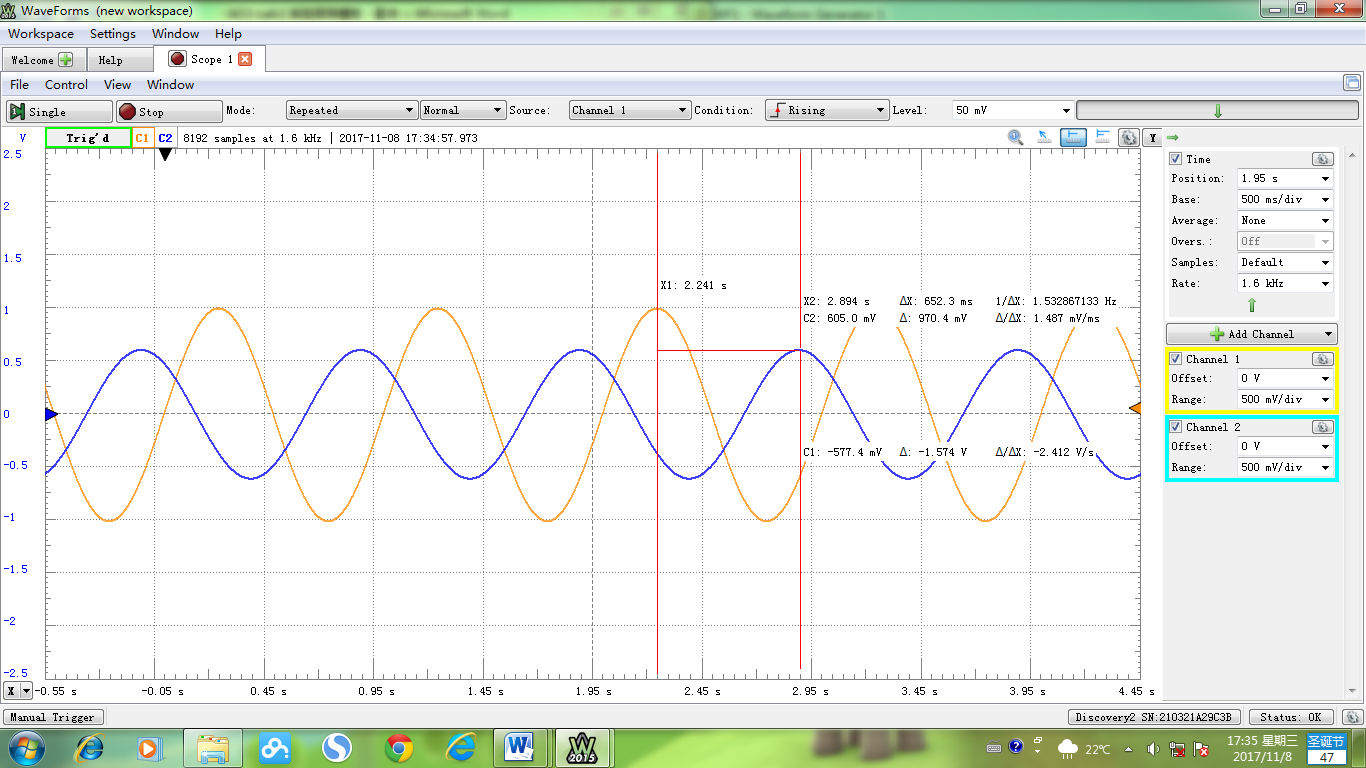 WaveForms (new workspace)
Workspace Settings Window Help
Welcome Help Scope 1
File Control View Window
Single Stop Mode: Repeated Normal Source: Channel 1 Condition: Rising Level: 50 mV
V Trig'd C1 C2 8192 samples at 1.6 kHz | 2017-11-08 17:34:57.973 Y
2.5
2
1.5
1
0.5
0
-0.5
-1
-1.5
-2
-2.5
X1: 2.241 s
X2: 2.894 s ΔX: 652.3 ms 1/ΔX: 1.532867133 Hz
C2: 605.0 mV Δ: 970.4 mV Δ/ΔX: 1.487 mV/ms
C1: -577.4 mV Δ: -1.574 V Δ/ΔX: -2.412 V/s
X -0.55 s -0.05 s 0.45 s 0.95 s 1.45 s 1.95 s 2.45 s 2.95 s 3.45 s 3.95 s 4.45 s
Time
Position: 1.95 s
Base: 500 ms/div
Average: None
Overs.: Off
Samples: Default
Rate: 1.6 kHz
Add Channel
Channel 1
Offset: 0 V
Range: 500 mV/div
Channel 2
Offset: 0 V
Range: 500 mV/div
Manual Trigger Discovery2 SN:210321A29C3B Status: OK
W 2015 22℃ 17:35 星期三 圣诞节
2017/11/8 47